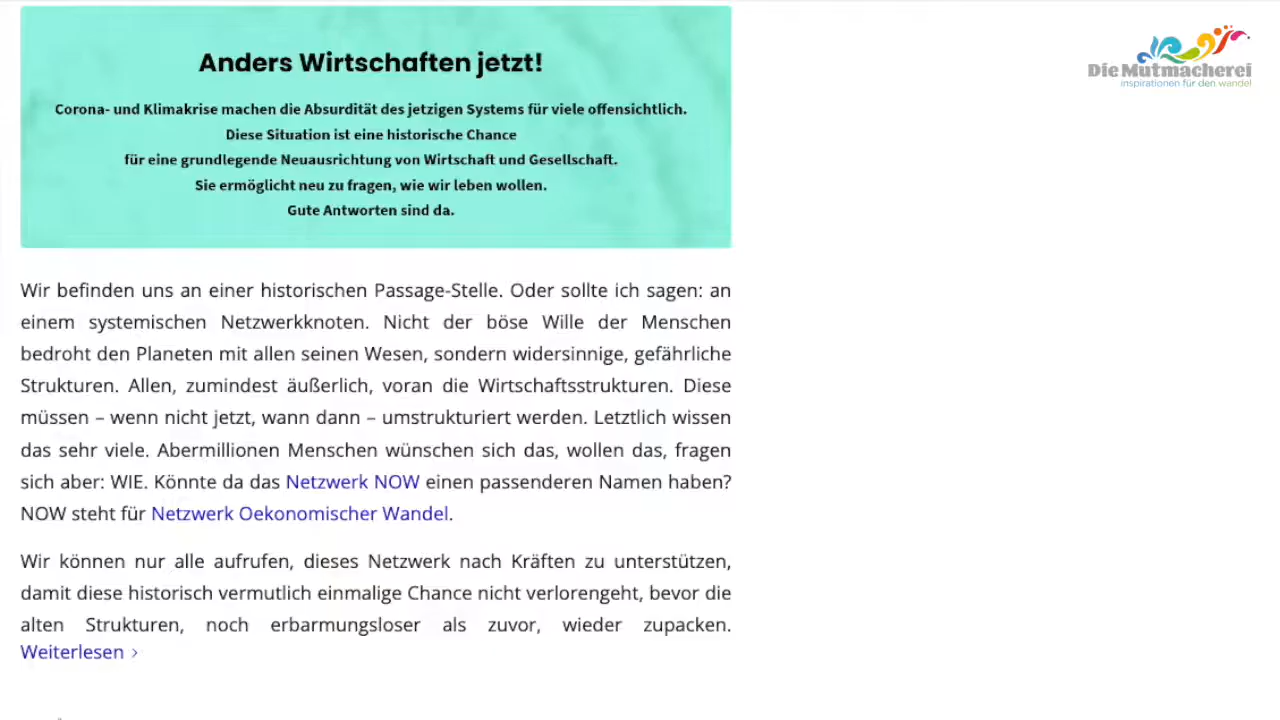 Anders Wirtschaften jetzt!
Corona- und Klimakrise machen die Absurdität des jetzigen Systems für viele offensichtlich.
Diese Situation ist eine historische Chance
für eine grundlegende Neuausrichtung von Wirtschaft und Gesellschaft.
Sie ermöglicht neu zu fragen, wie wir leben wollen.
Gute Antworten sind da.
Die Mutmacherei
inspirationen für den wandel
Wir befinden uns an einer historischen Passage-Stelle. Oder sollte ich sagen: an
einem systemischen Netzwerkknoten. Nicht der böse Wille der Menschen
bedroht den Planeten mit allen seinen Wesen, sondern widersinnige, gefährliche
Strukturen. Allen, zumindest äußerlich, voran die Wirtschaftsstrukturen. Diese
müssen – wenn nicht jetzt, wann dann – umstrukturiert werden. Letztlich wissen
das sehr viele. Abermillionen Menschen wünschen sich das, wollen das, fragen
sich aber: WIE. Könnte da das Netzwerk NOW einen passenderen Namen haben?
NOW steht für Netzwerk Oekonomischer Wandel.
Wir können nur alle aufrufen, dieses Netzwerk nach Kräften zu unterstützen,
damit diese historisch vermutlich einmalige Chance nicht verlorengeht, bevor die
alten Strukturen, noch erbarmungsloser als zuvor, wieder zupacken.
Weiterlesen ›